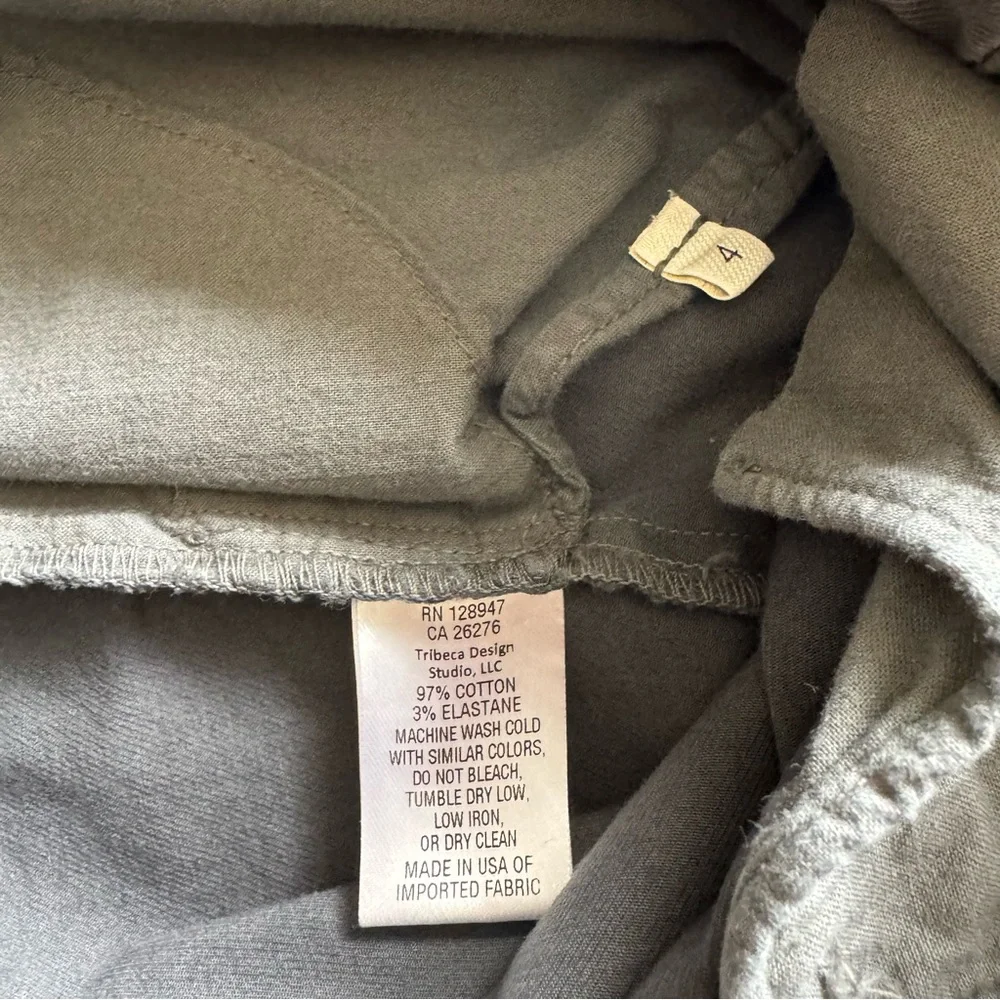 4
RN 128947
CA 26276
Tribeca Design
Studio, LLC
97% COTTON
3% ELASTANE
MACHINE WASH COLD
WITH SIMILAR COLORS,
DO NOT BLEACH,
TUMBLE DRY LOW,
LOW IRON,
OR DRY CLEAN
MADE IN USA OF
IMPORTED FABRIC